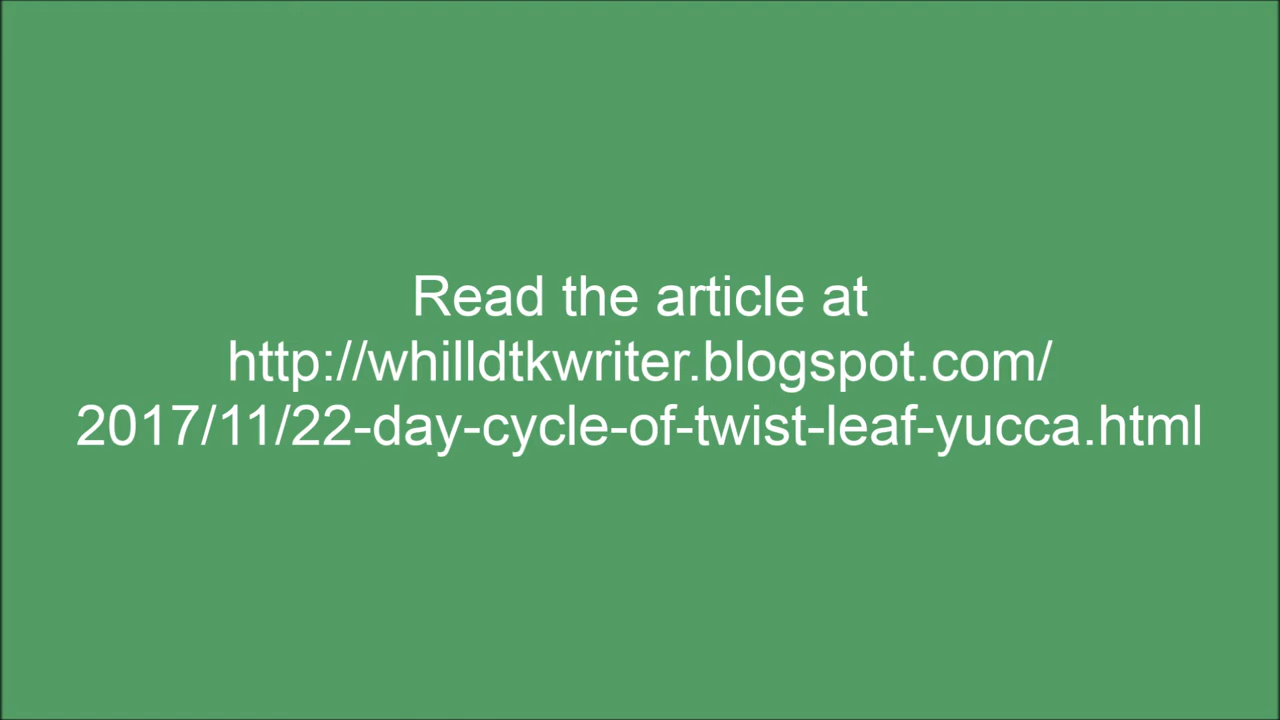 Read the article at
http://whilldtkwriter.blogspot.com/
2017/11/22-day-cycle-of-twist-leaf-yucca.html